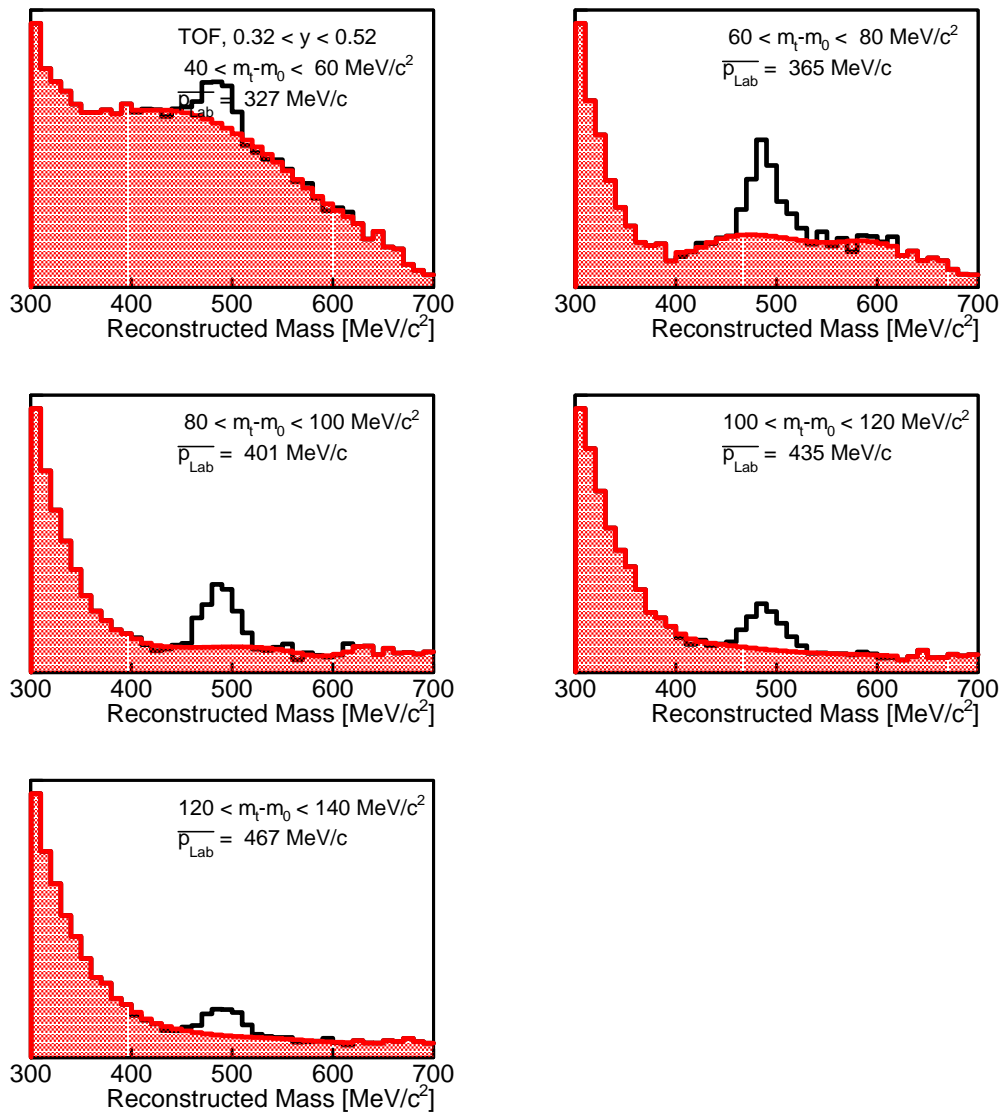 TOF, 0.32 < y < 0.52
40 < m_t-m_0 < 60 MeV/c^2
p_Lab = 327 MeV/c
300 400 500 600 700
Reconstructed Mass [MeV/c^2]
60 < m_t-m_0 < 80 MeV/c^2
p_Lab = 365 MeV/c
300 400 500 600 700
Reconstructed Mass [MeV/c^2]
80 < m_t-m_0 < 100 MeV/c^2
p_Lab = 401 MeV/c
300 400 500 600 700
Reconstructed Mass [MeV/c^2]
100 < m_t-m_0 < 120 MeV/c^2
p_Lab = 435 MeV/c
300 400 500 600 700
Reconstructed Mass [MeV/c^2]
120 < m_t-m_0 < 140 MeV/c^2
p_Lab = 467 MeV/c
300 400 500 600 700
Reconstructed Mass [MeV/c^2]